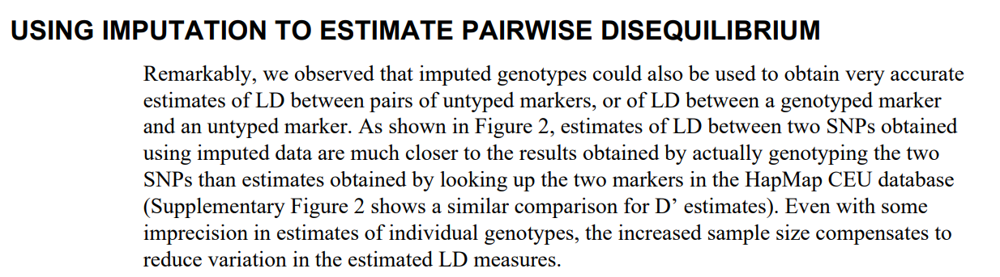 USING IMPUTATION TO ESTIMATE PAIRWISE DISEQUILIBRIUM
Remarkably, we observed that imputed genotypes could also be used to obtain very accurate
estimates of LD between pairs of untyped markers, or of LD between a genotyped marker
and an untyped marker. As shown in Figure 2, estimates of LD between two SNPs obtained
using imputed data are much closer to the results obtained by actually genotyping the two
SNPs than estimates obtained by looking up the two markers in the HapMap CEU database
(Supplementary Figure 2 shows a similar comparison for D’ estimates). Even with some
imprecision in estimates of individual genotypes, the increased sample size compensates to
reduce variation in the estimated LD measures.